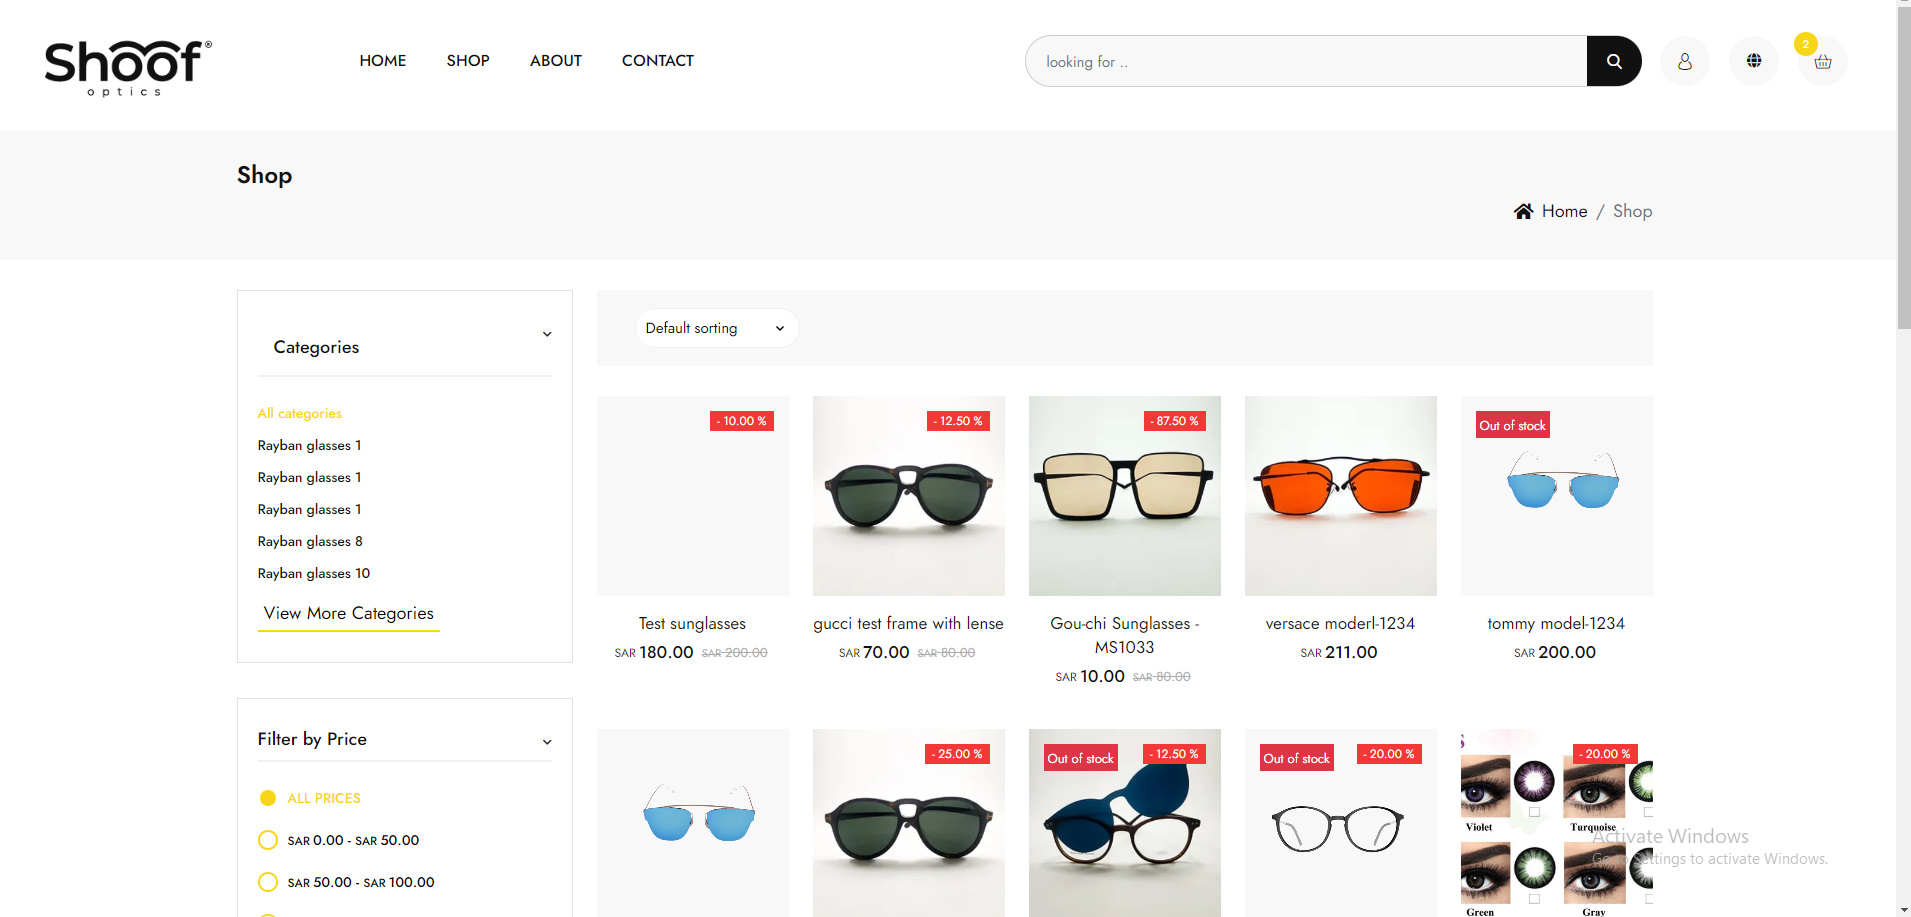 Shoof®
optics
HOME SHOP ABOUT CONTACT
looking for ..
2
Shop
Home / Shop
Categories
All categories
Rayban glasses 1
Rayban glasses 1
Rayban glasses 1
Rayban glasses 8
Rayban glasses 10
View More Categories
Filter by Price
ALL PRICES
SAR 0.00 - SAR 50.00
SAR 50.00 - SAR 100.00
Default sorting
- 10.00 %
Test sunglasses
SAR 180.00 SAR 200.00
- 12.50 %
gucci test frame with lense
SAR 70.00 SAR 80.00
- 87.50 %
Gou-chi Sunglasses -
MS1033
SAR 10.00 SAR 80.00
versace moderl-1234
SAR 211.00
Out of stock
tommy model-1234
SAR 200.00
- 25.00 %
Out of stock
- 12.50 %
Out of stock
- 20.00 %
- 20.00 %
Violet Turquoise
Green Gray
Activate Windows
Go to Settings to activate Windows.